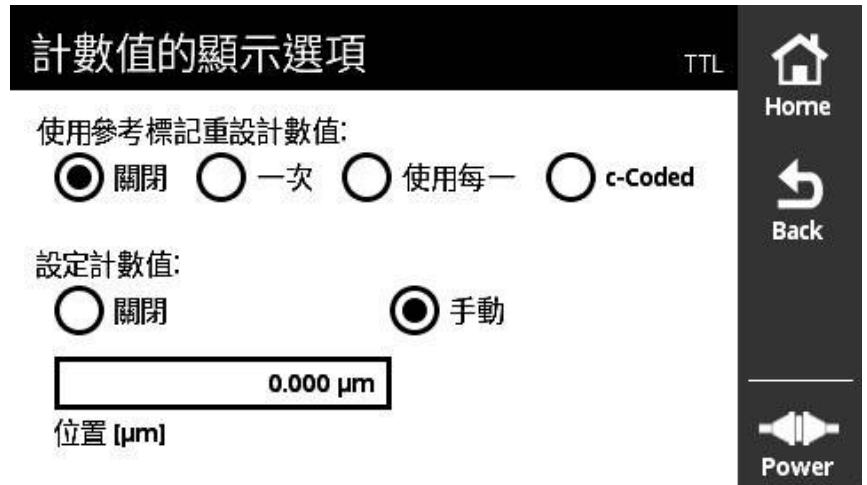 計數值的顯示選項
TTL
Home
使用參考標記重設計數值:
關閉 一次 使用每一 c-Coded
Back
設定計數值:
關閉 手動
0.000 µm
位置 [µm]
Power